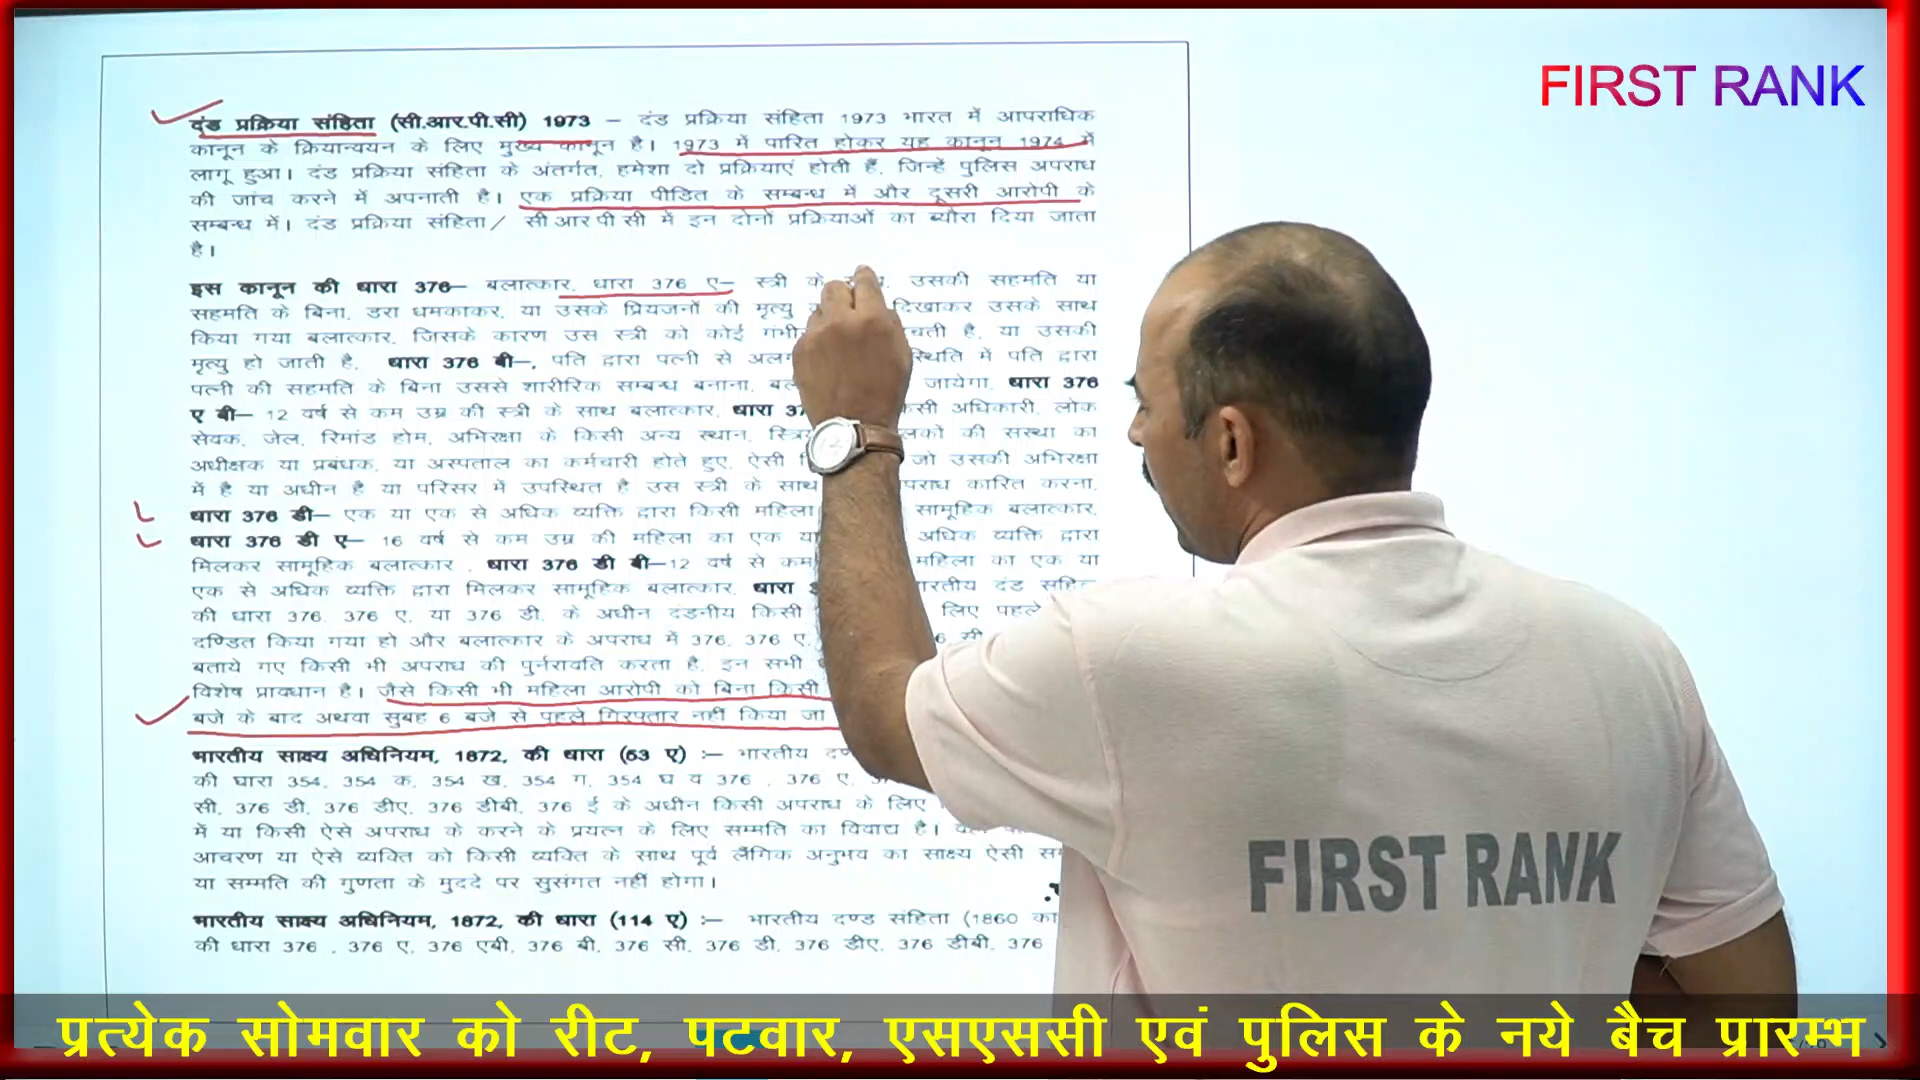 FIRST RANK
दंड प्रक्रिया संहिता (सी.आर.पी.सी) 1973 – दंड प्रक्रिया संहिता 1973 भारत में आपराधिक
कानून के क्रियान्वयन के लिए मुख्य कानून है। 1973 में पारित होकर यह कानून 1974 में
लागू हुआ। दंड प्रक्रिया संहिता के अंतर्गत, हमेशा दो प्रक्रियाएं होती हैं, जिन्हें पुलिस अपराध
की जांच करने में अपनाती है। एक प्रक्रिया पीडित के सम्बन्ध में और दूसरी आरोपी के
सम्बन्ध में। दंड प्रक्रिया संहिता/ सी आर पी सी में इन दोनों प्रक्रियाओं का ब्यौरा दिया जाता
है।
इस कानून की धारा 376– बलात्कार, धारा 376 ए– स्त्री के उसकी सहमति या
सहमति के बिना, डरा धमकाकर, या उसके प्रियजनों की मृत्यु दिखाकर उसके साथ
किया गया बलात्कार, जिसके कारण उस स्त्री को कोई है, या उसकी
मृत्यु हो जाती है, धारा 376 बी–, पति द्वारा पत्नी से में पति द्वारा
पत्नी की सहमति के बिना उससे शारीरिक सम्बन्ध बनाना, जायेगा, धारा 376
ए बी– 12 वर्ष से कम उम्र की स्त्री के साथ बलात्कार, धारा अधिकारी, लोक
सेवक, जेल, रिमांड होम, अभिरक्षा के किसी अन्य स्थान, की संस्था का
अधीक्षक या प्रबंधक, या अस्पताल का कर्मचारी होते हुए, ऐसी जो उसकी अभिरक्षा
में है या अधीन है या परिसर में उपस्थित है उस स्त्री के साथ कारित करना,
धारा 376 डी– एक या एक से अधिक व्यक्ति द्वारा किसी महिला सामूहिक बलात्कार,
धारा 376 डी ए– 16 वर्ष से कम उम्र की महिला का एक या अधिक व्यक्ति द्वारा
मिलकर सामूहिक बलात्कार , धारा 376 डी बी–12 वर्ष से कम महिला का एक या
एक से अधिक व्यक्ति द्वारा मिलकर सामूहिक बलात्कार, धारा दंड
की धारा 376, 376 ए, या 376 डी, के अधीन दंडनीय किसी लिए पहले
दण्डित किया गया हो और बलात्कार के अपराध में 376, 376 ए,
बताये गए किसी भी अपराध की पुर्नरावति करता है, इन सभी
विशेष प्रावधान है। जैसे किसी भी महिला आरोपी को बिना किसी
बजे के बाद अथवा सुबह 6 बजे से पहले गिरफ्तार नहीं किया जा
भारतीय साक्ष्य अधिनियम, 1872, की धारा (53 ए) :– भारतीय
की धारा 354, 354 क, 354 ख, 354 ग, 354 घ व 376 , 376 ए,
सी, 376 डी, 376 डीए, 376 डीबी, 376 ई के अधीन किसी अपराध के लिए
में या किसी ऐसे अपराध के करने के प्रयत्न के लिए सम्मति का विवाद्य है।
आचरण या ऐसे व्यक्ति को किसी व्यक्ति के साथ पूर्व लैंगिक अनुभव का साक्ष्य ऐसी
या सम्मति की गुणता के मुददे पर सुसंगत नहीं होगा।
भारतीय साक्ष्य अधिनियम, 1872, की धारा (114 ए) :– भारतीय दण्ड संहिता (1860 का
की धारा 376 , 376 ए, 376 एबी, 376 बी, 376 सी, 376 डी, 376 डीए, 376 डीबी, 376
FIRST RANK
प्रत्येक सोमवार को रीट, पटवार, एसएससी एवं पुलिस के नये बैच प्रारम्भ